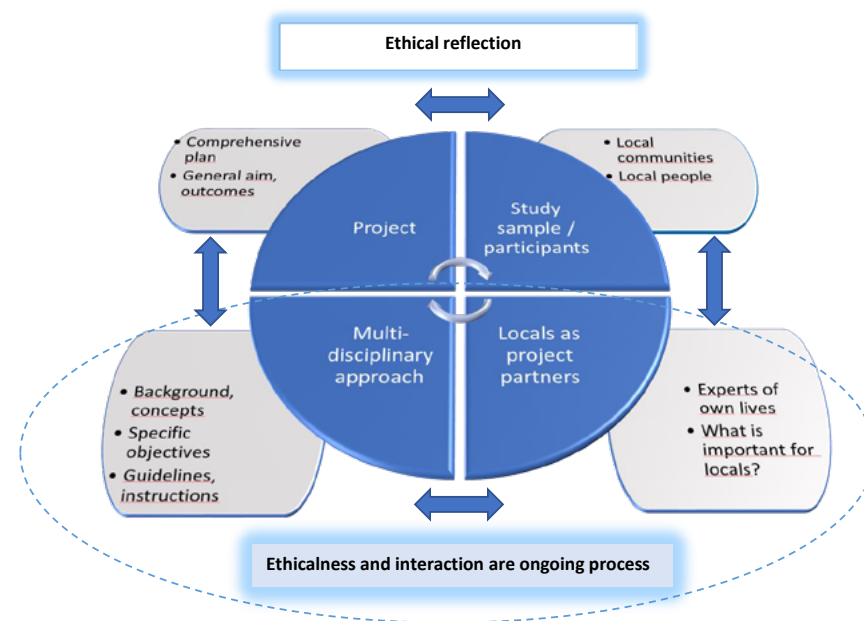 Ethical reflection
• Comprehensive
plan
• General aim,
outcomes
• Local
communities
• Local people
Project
Study
sample /
participants
Multi-
disciplinary
approach
Locals as
project
partners
• Background,
concepts
• Specific
objectives
• Guidelines,
instructions
• Experts of
own lives
• What is
important for
locals?
Ethicalness and interaction are ongoing process